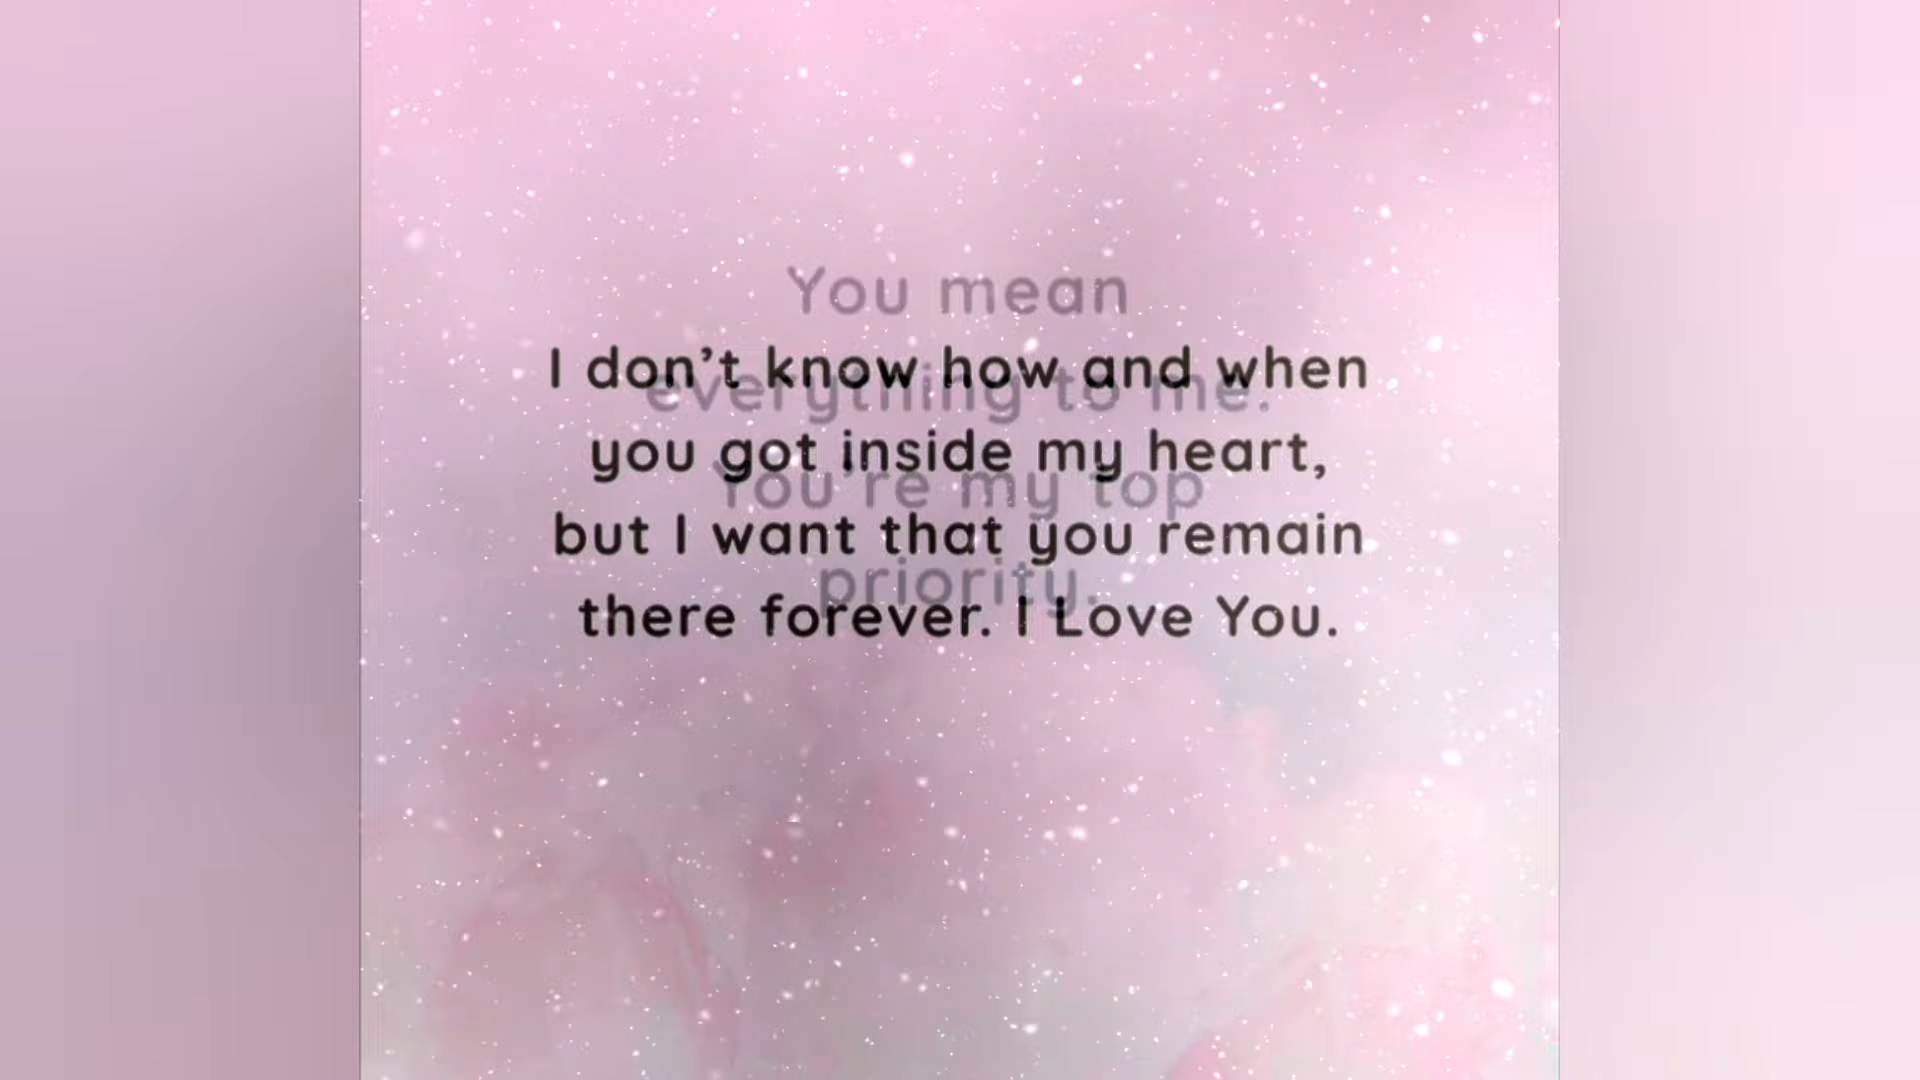 You mean
everything to me.
You're my top
priority.
I don’t know how and when
you got inside my heart,
but I want that you remain
there forever. I Love You.